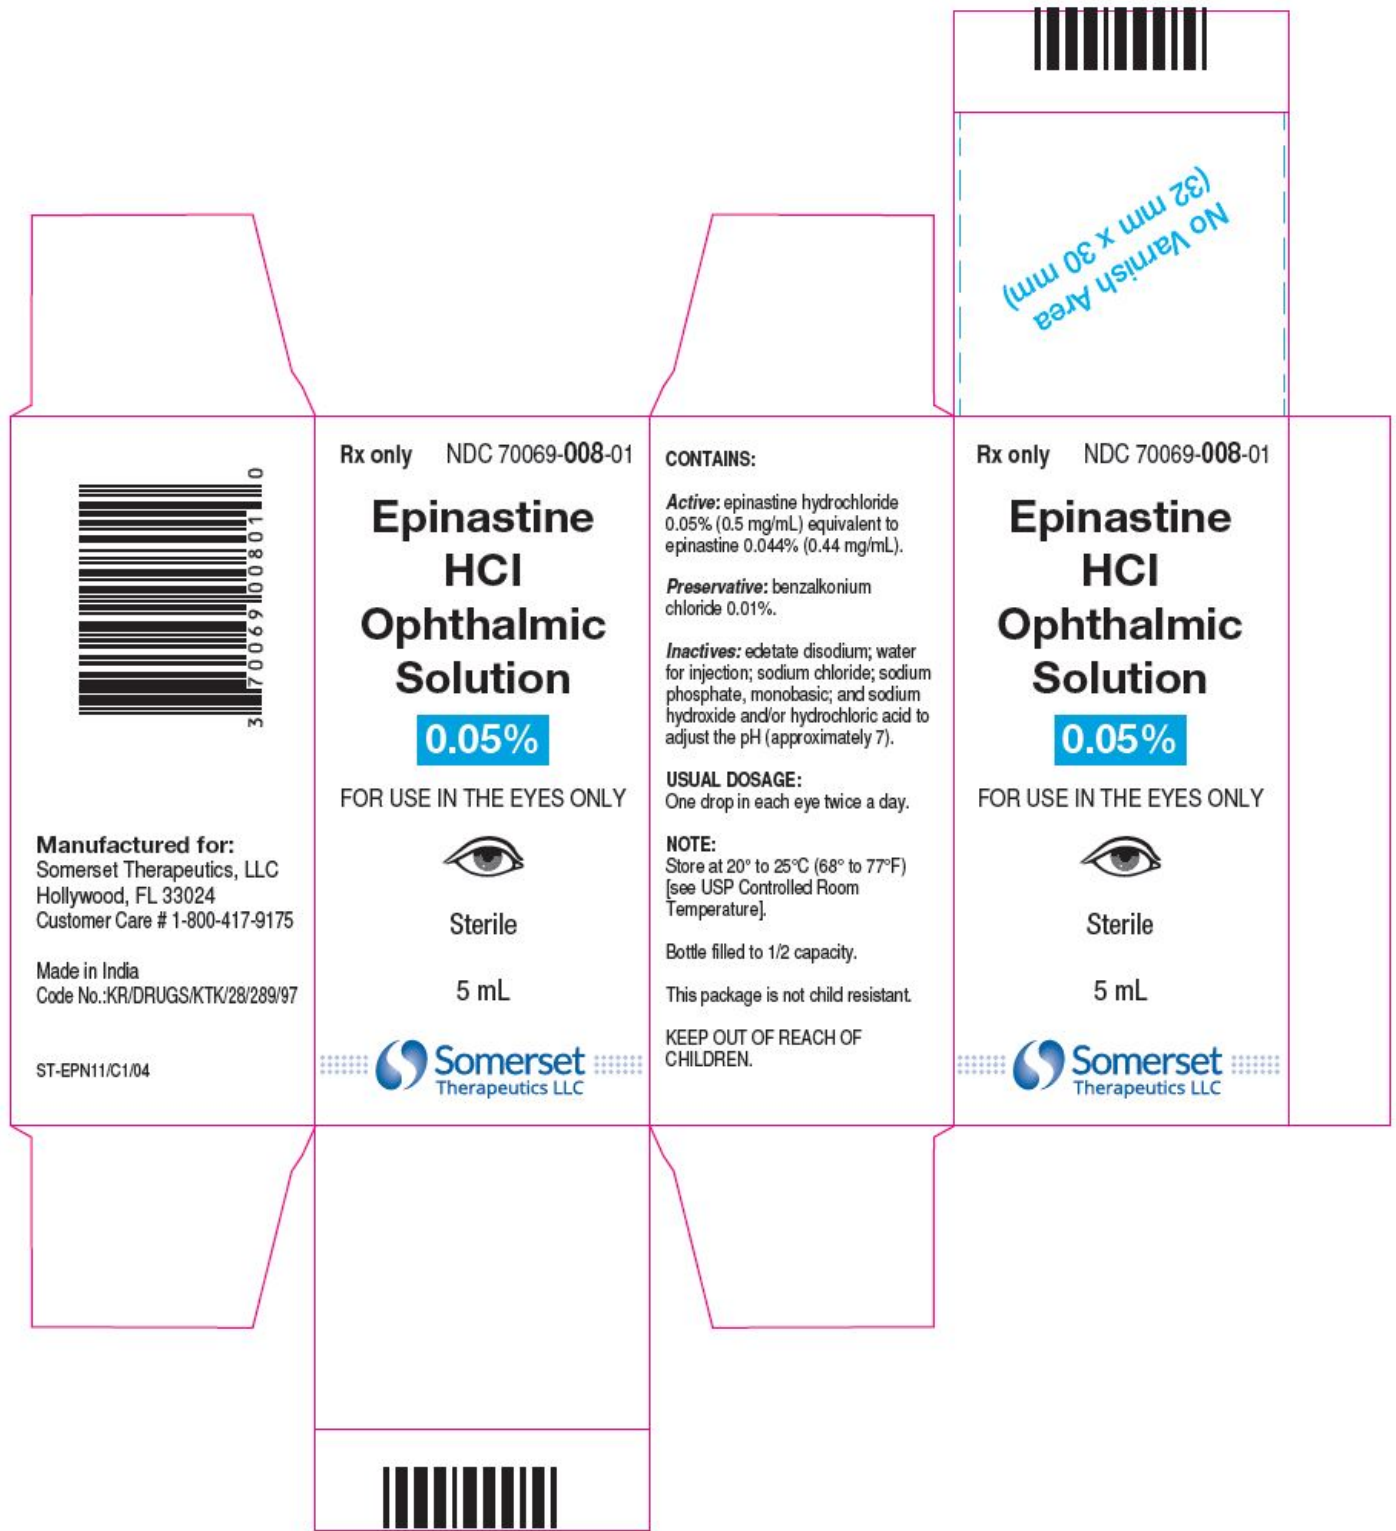 No Varnish Area
(32 mm x 30 mm)
3 70069 00801 0
Manufactured for:
Somerset Therapeutics, LLC
Hollywood, FL 33024
Customer Care # 1-800-417-9175
Made in India
Code No.:KR/DRUGS/KTK/28/289/97
ST-EPN11/C1/04
Rx only NDC 70069-008-01
Epinastine
HCl
Ophthalmic
Solution
0.05%
FOR USE IN THE EYES ONLY
Sterile
5 mL
Somerset
Therapeutics LLC
CONTAINS:
Active: epinastine hydrochloride
0.05% (0.5 mg/mL) equivalent to
epinastine 0.044% (0.44 mg/mL).
Preservative: benzalkonium
chloride 0.01%.
Inactives: edetate disodium; water
for injection; sodium chloride; sodium
phosphate, monobasic; and sodium
hydroxide and/or hydrochloric acid to
adjust the pH (approximately 7).
USUAL DOSAGE:
One drop in each eye twice a day.
NOTE:
Store at 20° to 25°C (68° to 77°F)
[see USP Controlled Room
Temperature].
Bottle filled to 1/2 capacity.
This package is not child resistant.
KEEP OUT OF REACH OF
CHILDREN.
Rx only NDC 70069-008-01
Epinastine
HCl
Ophthalmic
Solution
0.05%
FOR USE IN THE EYES ONLY
Sterile
5 mL
Somerset
Therapeutics LLC